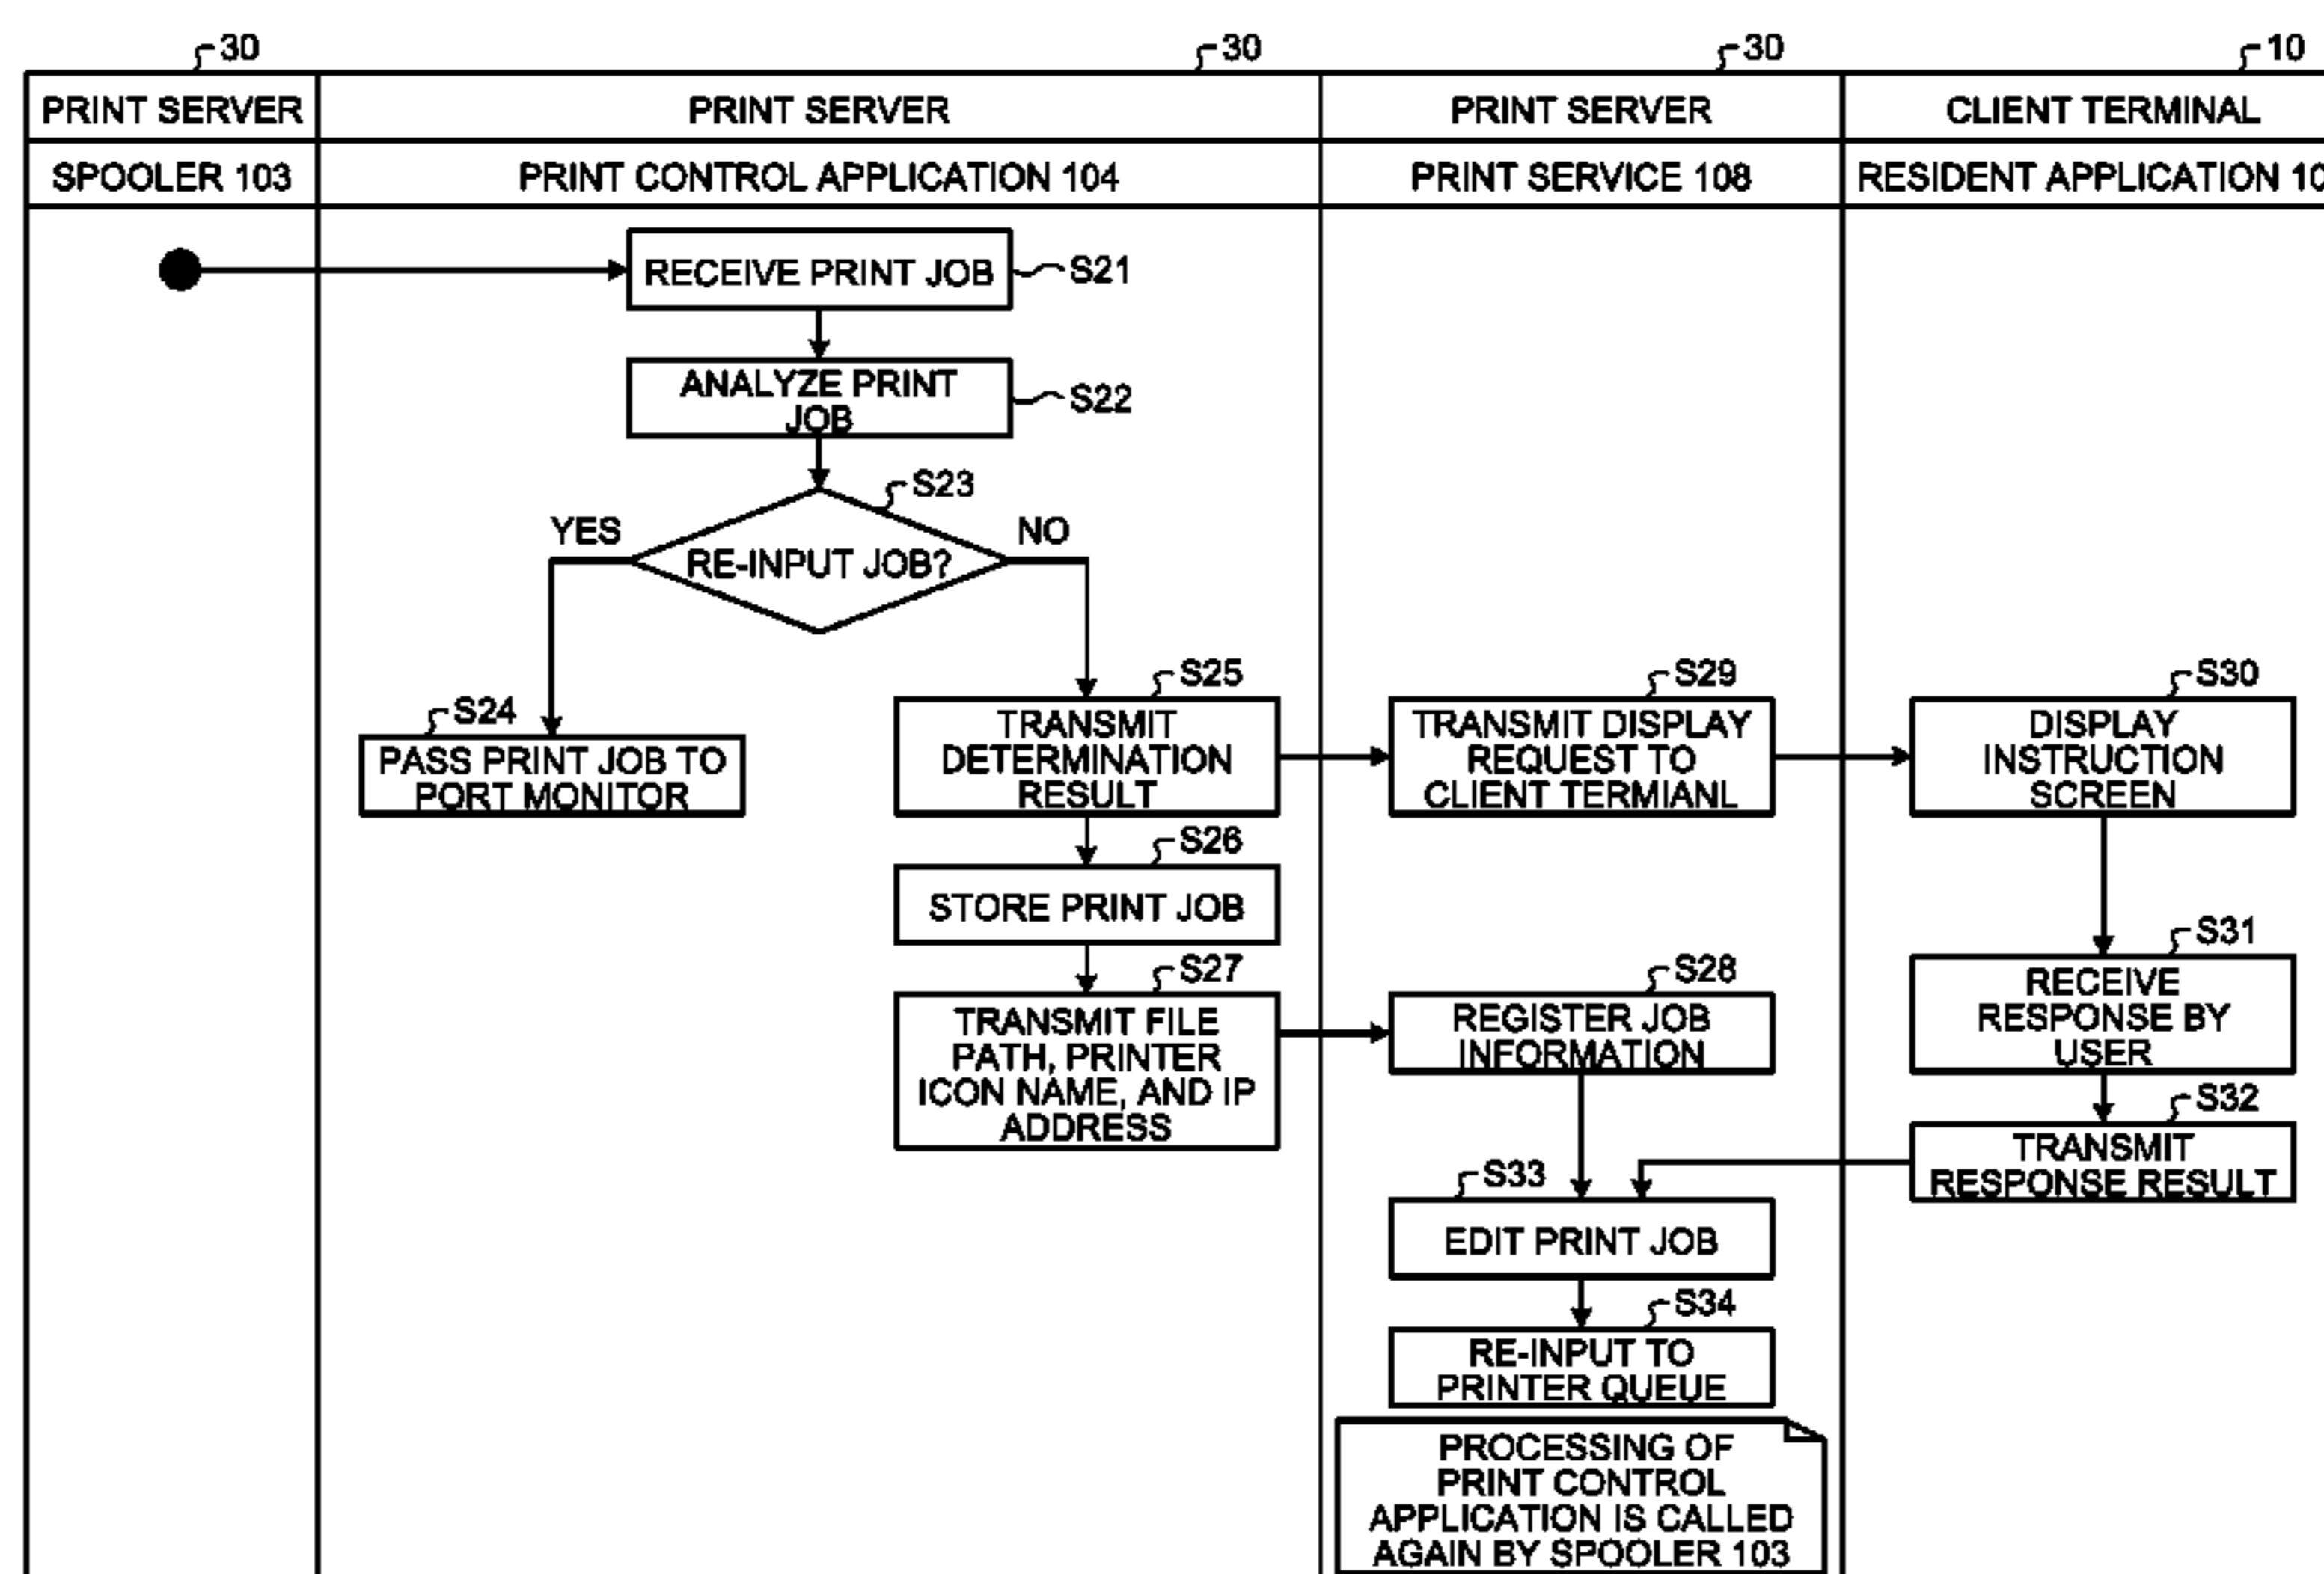 30
30
30
10
PRINT SERVER
PRINT SERVER
PRINT SERVER
CLIENT TERMINAL
SPOOLER 103
PRINT CONTROL APPLICATION 104
PRINT SERVICE 108
RESIDENT APPLICATION
RECEIVE PRINT JOB
S21
ANALYZE PRINT
JOB
S22
S23
YES
RE-INPUT JOB?
NO
S24
PASS PRINT JOB TO
PORT MONITOR
S25
TRANSMIT
DETERMINATION
RESULT
S29
TRANSMIT DISPLAY
REQUEST TO
CLIENT TERMIANL
S30
DISPLAY
INSTRUCTION
SCREEN
S26
STORE PRINT JOB
S27
TRANSMIT FILE
PATH, PRINTER
ICON NAME, AND IP
ADDRESS
S28
REGISTER JOB
INFORMATION
S31
RECEIVE
RESPONSE BY
USER
S32
TRANSMIT
RESPONSE RESULT
S33
EDIT PRINT JOB
S34
RE-INPUT TO
PRINTER QUEUE
PROCESSING OF
PRINT CONTROL
APPLICATION IS CALLED
AGAIN BY SPOOLER 103